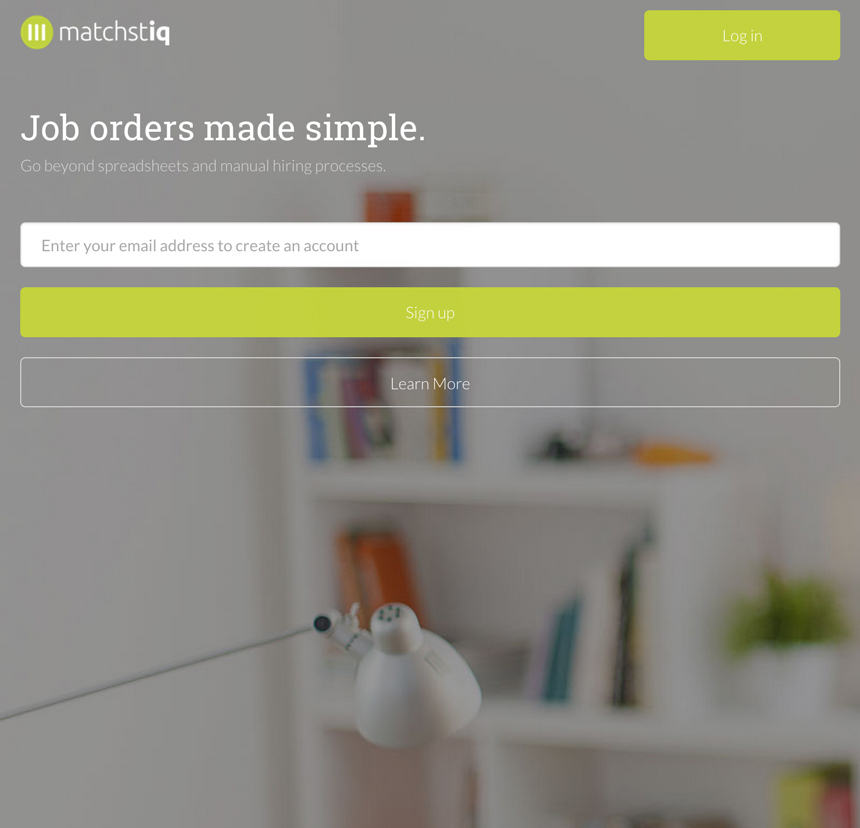 matchstiq
Log in
Job orders made simple.
Go beyond spreadsheets and manual hiring processes.
Enter your email address to create an account
Sign up
Learn More